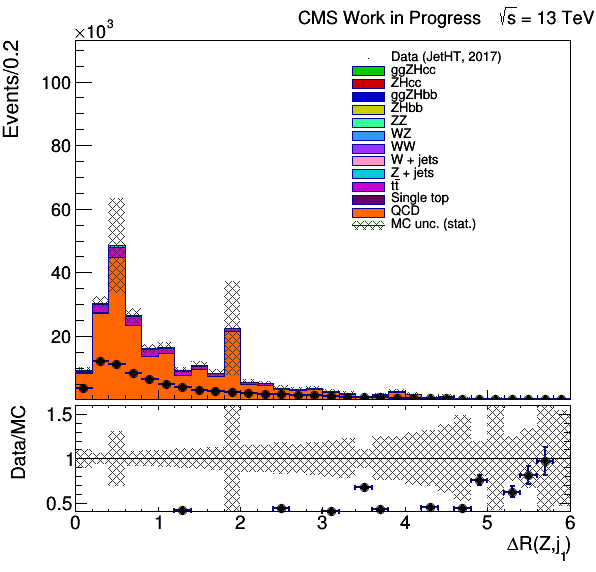 CMS Work in Progress √s = 13 TeV
×10³
Events/0.2
100
80
60
40
20
Data (JetHT, 2017)
ggZHcc
ZHcc
ggZHbb
ZHbb
ZZ
WZ
WW
W + jets
Z + jets
tt̄
Single top
QCD
MC unc. (stat.)
Data/MC
1.5
1
0.5
0 1 2 3 4 5 6
ΔR(Z,j₁)